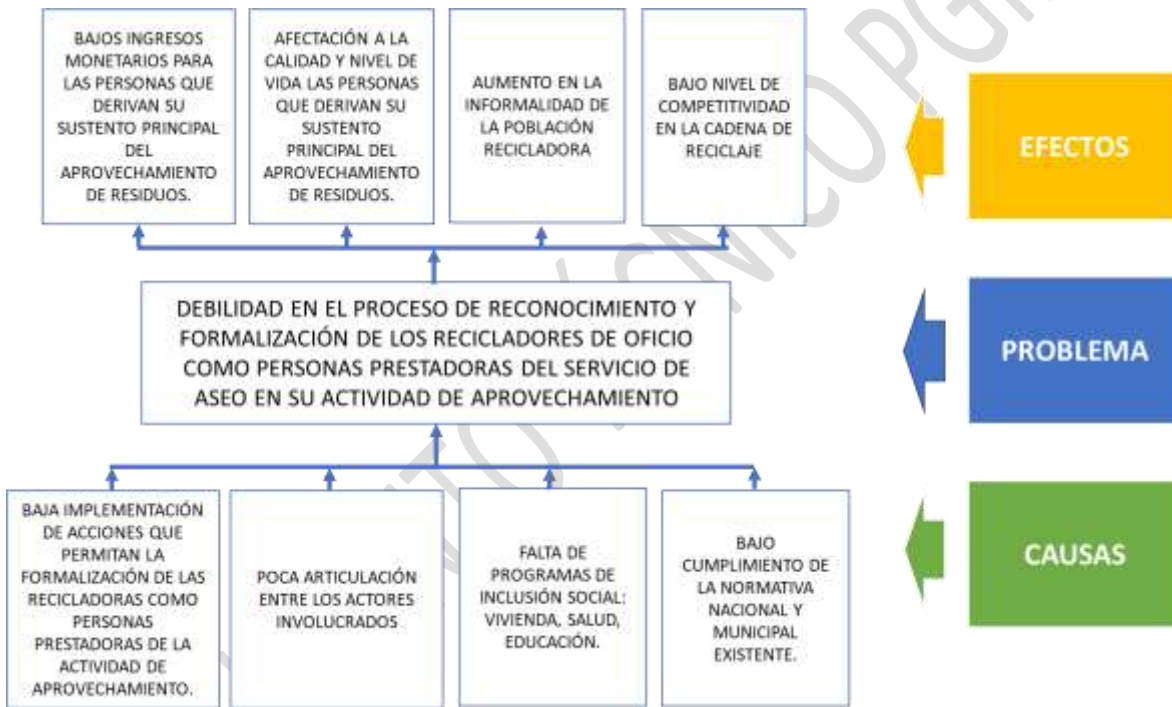 BAJOS INGRESOS
MONETARIOS PARA
LAS PERSONAS QUE
DERIVAN SU
SUSTENTO PRINCIPAL
DEL
APROVECHAMIENTO
DE RESIDUOS.
AFECTACIÓN A LA
CALIDAD Y NIVEL DE
VIDA LAS PERSONAS
QUE DERIVAN SU
SUSTENTO
PRINCIPAL DEL
APROVECHAMIENTO
DE RESIDUOS.
AUMENTO EN LA
INFORMALIDAD DE
LA POBLACIÓN
RECICLADORA
BAJO NIVEL DE
COMPETITIVIDAD
EN LA CADENA DE
RECICLAJE
EFECTOS
DEBILIDAD EN EL PROCESO DE RECONOCIMIENTO Y
FORMALIZACIÓN DE LOS RECICLADORES DE OFICIO
COMO PERSONAS PRESTADORAS DEL SERVICIO DE
ASEO EN SU ACTIVIDAD DE APROVECHAMIENTO
PROBLEMA
BAJA IMPLEMENTACIÓN
DE ACCIONES QUE
PERMITAN LA
FORMALIZACIÓN DE LAS
RECICLADORAS COMO
PERSONAS
PRESTADORAS DE LA
ACTIVIDAD DE
APROVECHAMIENTO.
POCA ARTICULACIÓN
ENTRE LOS ACTORES
INVOLUCRADOS
FALTA DE
PROGRAMAS DE
INCLUSIÓN SOCIAL:
VIVIENDA, SALUD,
EDUCACIÓN.
BAJO
CUMPLIMIENTO DE
LA NORMATIVA
NACIONAL Y
MUNICIPAL
EXISTENTE.
CAUSAS